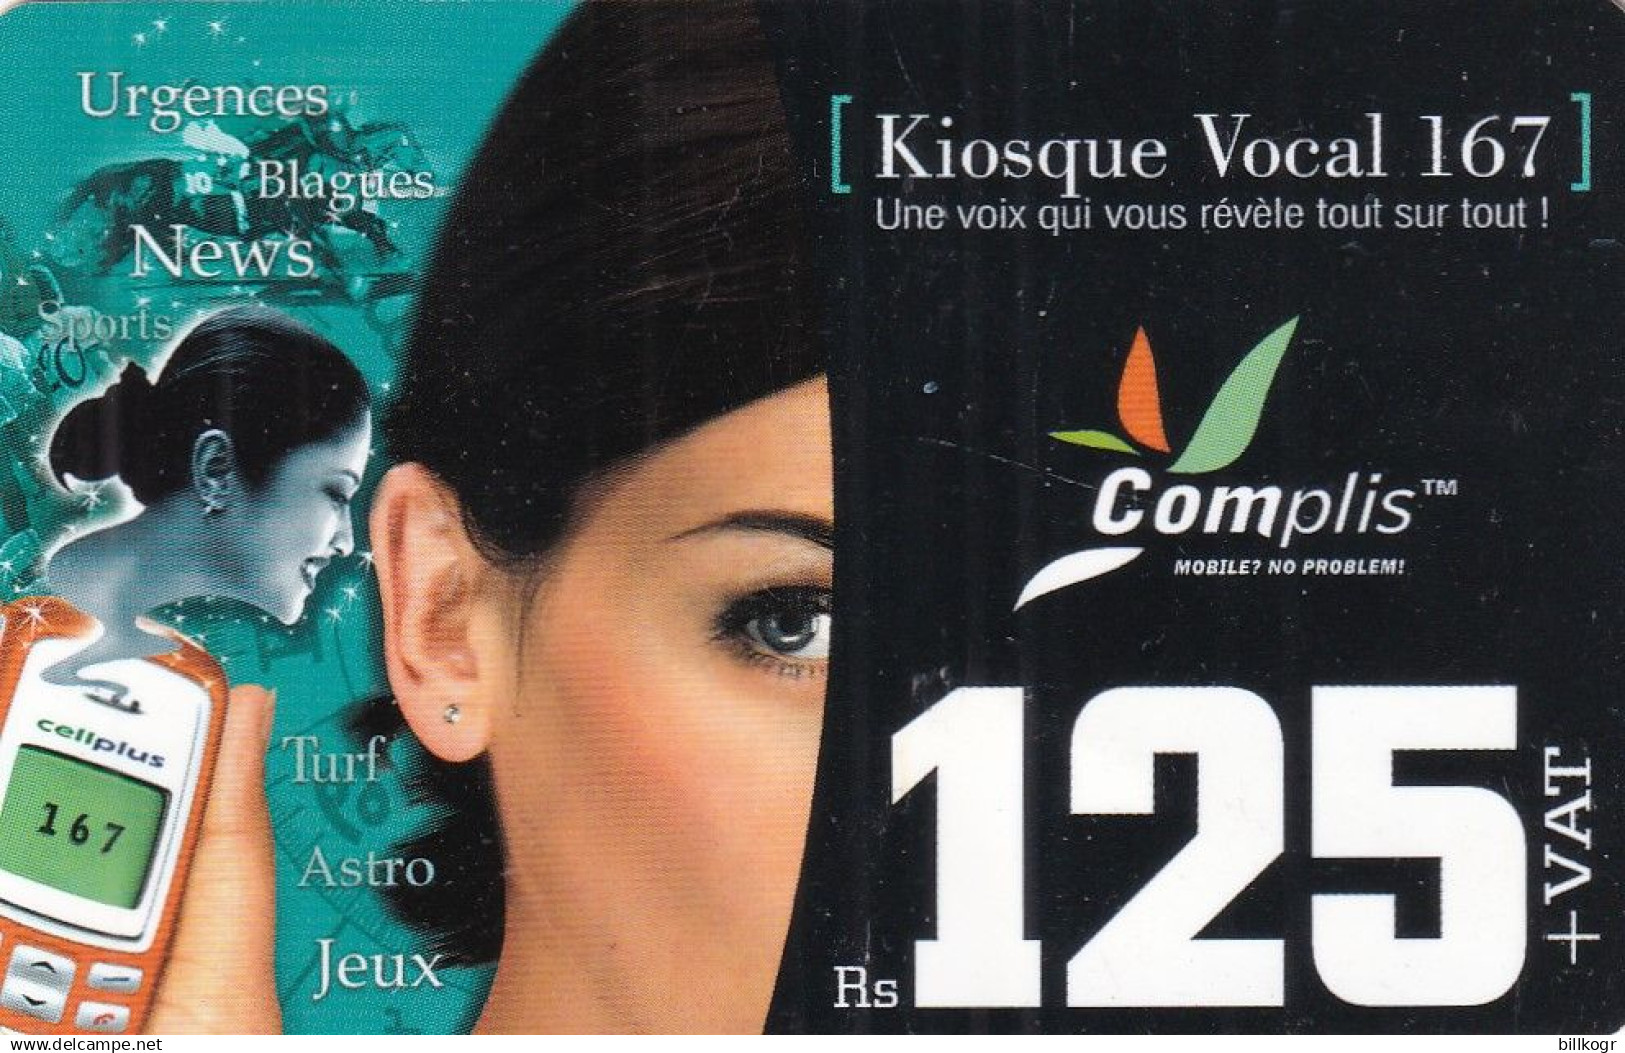 Urgences
Blagues
10
News
Sports
[ Kiosque Vocal 167 ]
Une voix qui vous révèle tout sur tout !
Complis™
MOBILE? NO PROBLEM!
cellplus
167
Turf
Astro
Jeux
Rs 125 + VAT
delcampe.net
billkogr